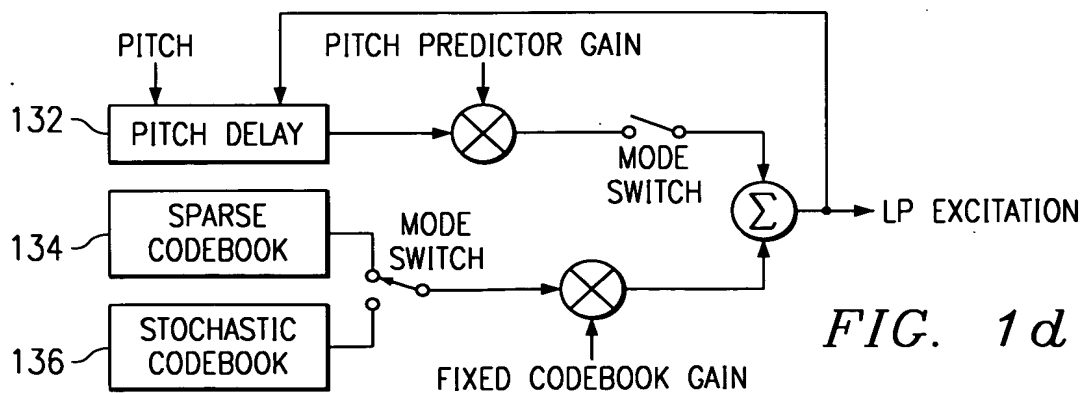 PITCH
PITCH PREDICTOR GAIN
132
PITCH DELAY
MODE
SWITCH
SPARSE
CODEBOOK
134
MODE
SWITCH
Σ
LP EXCITATION
STOCHASTIC
CODEBOOK
136
FIXED CODEBOOK GAIN
FIG. 1d